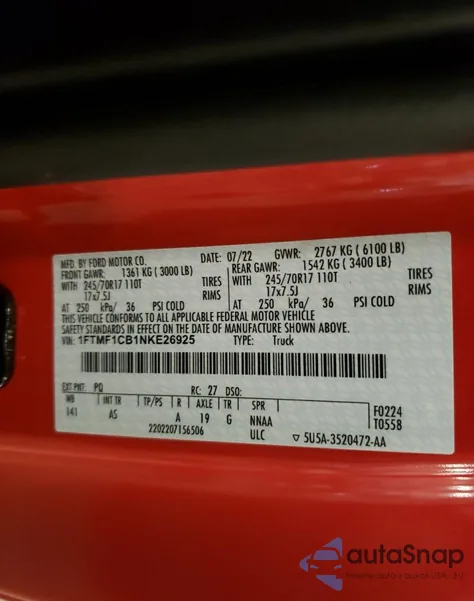 MFD. BY FORD MOTOR CO. DATE: 07/22 GVWR: 2767 KG ( 6100 LB)
FRONT GAWR: 1361 KG ( 3000 LB) REAR GAWR: 1542 KG ( 3400 LB)
WITH 245/70R17 110T TIRES WITH 245/70R17 110T TIRES
17x7.5J RIMS 17x7.5J RIMS
AT 250 kPa/ 36 PSI COLD AT 250 kPa/ 36 PSI COLD
THIS VEHICLE CONFORMS TO ALL APPLICABLE FEDERAL MOTOR VEHICLE
SAFETY STANDARDS IN EFFECT ON THE DATE OF MANUFACTURE SHOWN ABOVE.
VIN: 1FTMF1CB1NKE26925 TYPE: Truck
EXT PNT: PQ RC: 27 DSO:
WB INT TR TP/PS R AXLE TR SPR F0224
141 AS A 19 G NNAA T0558
2202207156506 ULC ▽ 5U5A-3520472-AA
autaSnap